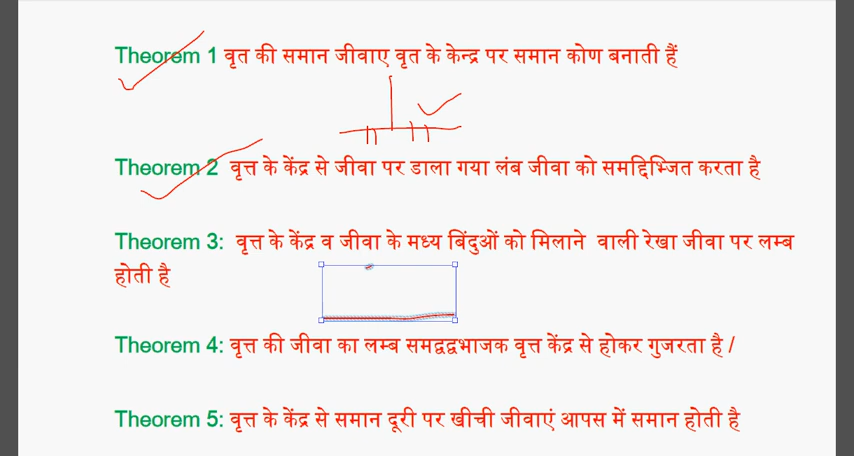 Theorem 1 वृत की समान जीवाए वृत के केन्द्र पर समान कोण बनाती हैं
Theorem 2 वृत्त के केंद्र से जीवा पर डाला गया लंब जीवा को समद्दिभ्जित करता है
Theorem 3: वृत्त के केंद्र व जीवा के मध्य बिंदुओं को मिलाने वाली रेखा जीवा पर लम्ब
होती है
Theorem 4: वृत्त की जीवा का लम्ब समद्वद्वभाजक वृत्त केंद्र से होकर गुजरता है /
Theorem 5: वृत्त के केंद्र से समान दूरी पर खीची जीवाएं आपस में समान होती है